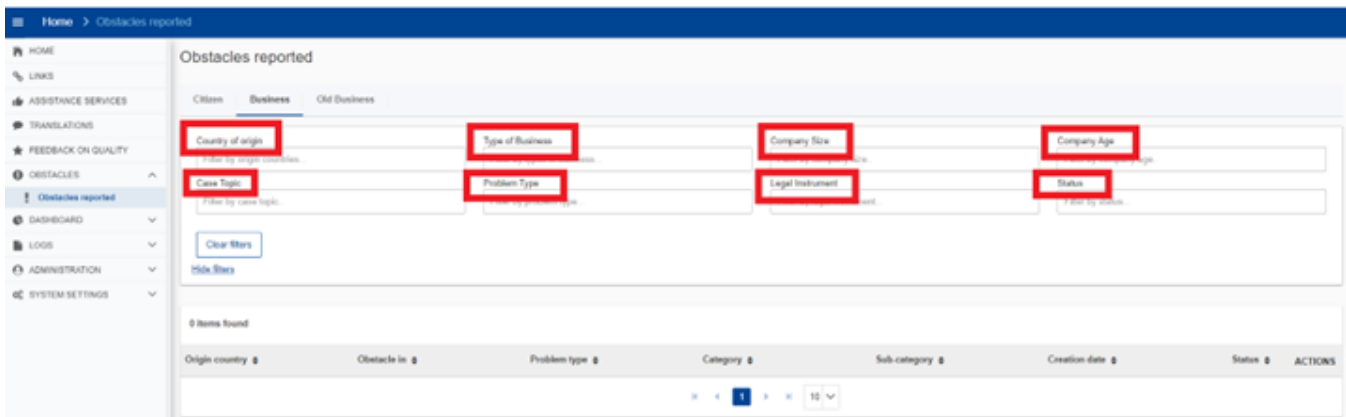 Home > Obstacles reported
HOME
LINKS
ASSISTANCE SERVICES
TRANSLATIONS
FEEDBACK ON QUALITY
OBSTACLES
Obstacles reported
DASHBOARD
LOGS
ADMINISTRATION
SYSTEM SETTINGS
Obstacles reported
Citizen Business Old Business
Country of origin Type of Business Company Size Company Age
Filter by origin countries...
Case Topic Problem Type Legal Instrument Status
Filter by case topic. Filter by problem type. Filter by status...
Clear filters
Hide filters
0 items found
Origin country Obstacle in Problem type Category Sub-category Creation date Status ACTIONS
1 10